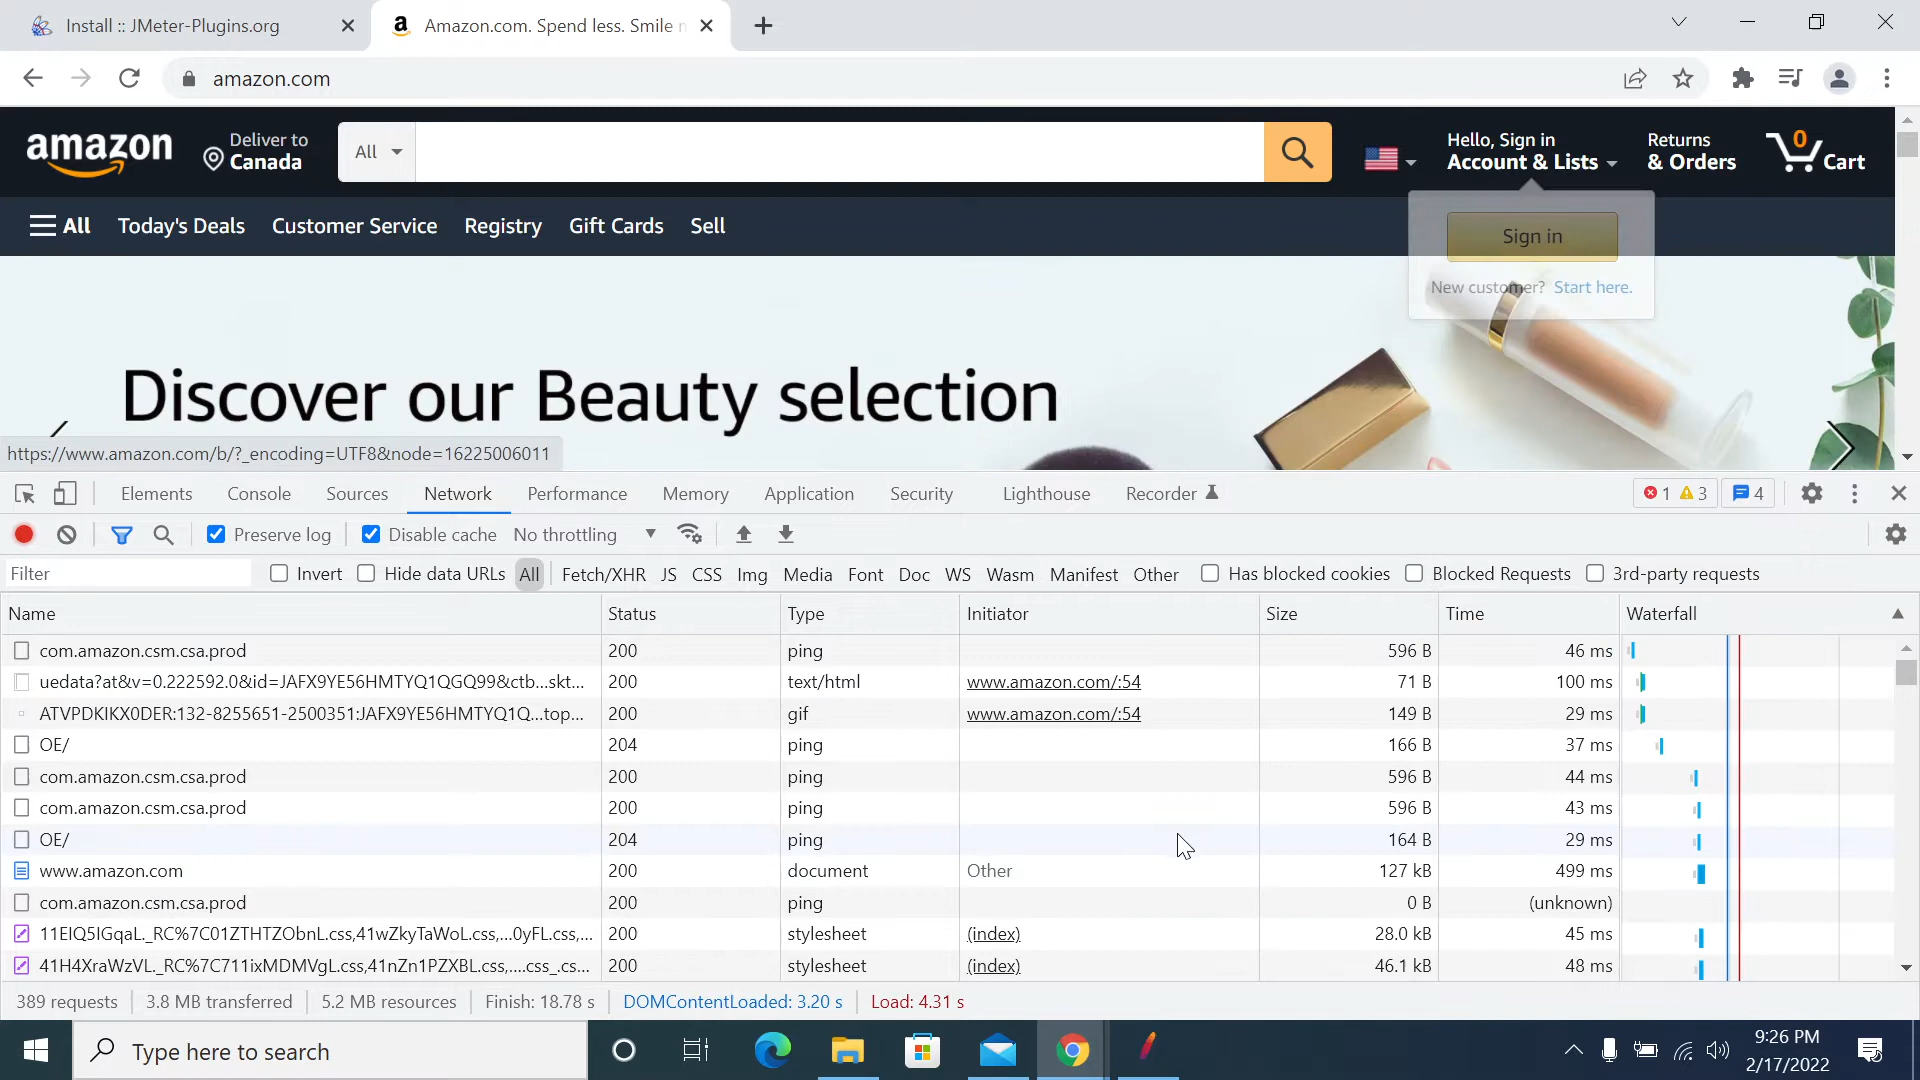 Install :: JMeter-Plugins.org
Amazon.com. Spend less. Smile
amazon.com
amazon
Deliver to
Canada
All
Hello, Sign in
Account & Lists
Returns
& Orders
0
Cart
All
Today's Deals
Customer Service
Registry
Gift Cards
Sell
Sign in
New customer? Start here.
Discover our Beauty selection
https://www.amazon.com/b/?_encoding=UTF8&node=16225006011
Elements Console Sources Network Performance Memory Application Security Lighthouse Recorder 1 3 4
Preserve log Disable cache No throttling
Filter Invert Hide data URLs All Fetch/XHR JS CSS Img Media Font Doc WS Wasm Manifest Other Has blocked cookies Blocked Requests 3rd-party requests
Name Status Type Initiator Size Time Waterfall
com.amazon.csm.csa.prod 200 ping 596 B 46 ms
uedata?at&v=0.222592.0&id=JAFX9YE56HMTYQ1QGQ99&ctb...skt... 200 text/html www.amazon.com/:54 71 B 100 ms
ATVPDKIKX0DER:132-8255651-2500351:JAFX9YE56HMTYQ1Q...top... 200 gif www.amazon.com/:54 149 B 29 ms
OE/ 204 ping 166 B 37 ms
com.amazon.csm.csa.prod 200 ping 596 B 44 ms
com.amazon.csm.csa.prod 200 ping 596 B 43 ms
OE/ 204 ping 164 B 29 ms
www.amazon.com 200 document Other 127 kB 499 ms
com.amazon.csm.csa.prod 200 ping 0 B (unknown)
11EIQ5IGqaL._RC%7C01ZTHTZObnL.css,41wZkyTaWoL.css,...0yFL.css,... 200 stylesheet (index) 28.0 kB 45 ms
41H4XraWzVL._RC%7C711ixMDMVgL.css,41nZn1PZXBL.css,....css_.cs... 200 stylesheet (index) 46.1 kB 48 ms
389 requests 3.8 MB transferred 5.2 MB resources Finish: 18.78 s DOMContentLoaded: 3.20 s Load: 4.31 s
Type here to search
9:26 PM
2/17/2022